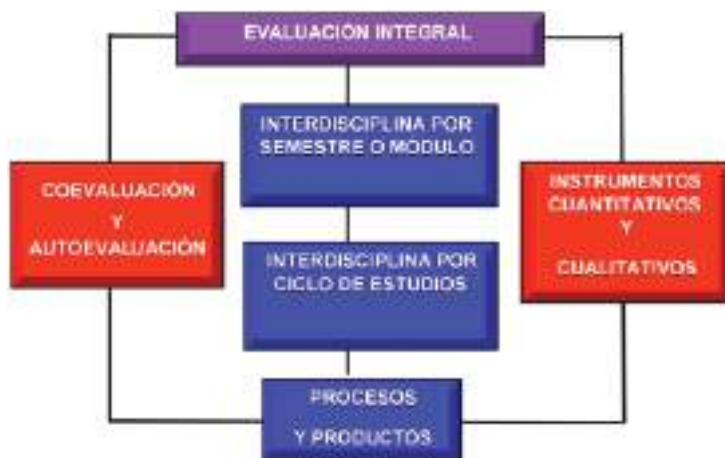 EVALUACIÓN INTEGRAL
INTERDISCIPLINA POR
SEMESTRE O MODULO
COEVALUACIÓN
Y
AUTOEVALUACIÓN
INSTRUMENTOS
CUANTITATIVOS
Y
CUALITATIVOS
INTERDISCIPLINA POR
CICLO DE ESTUDIOS
PROCESOS
Y PRODUCTOS